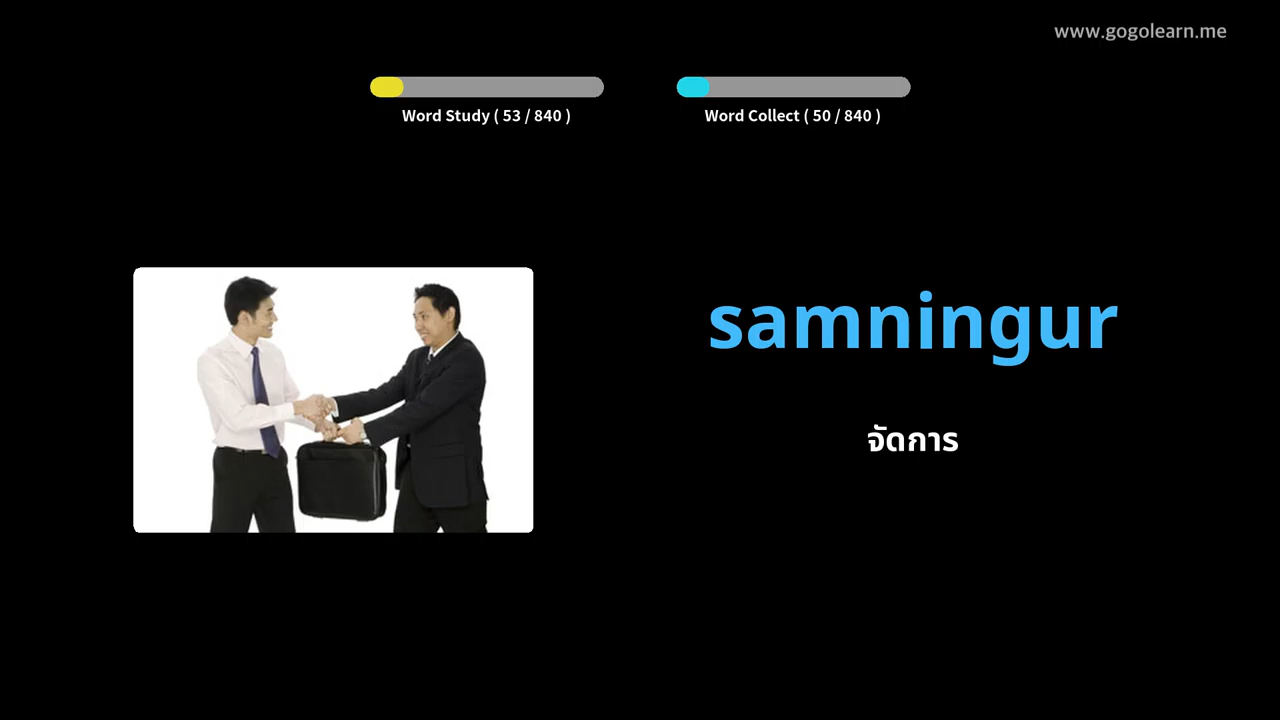 www.gogolearn.me
Word Study ( 53 / 840 )
Word Collect ( 50 / 840 )
samningur
จัดการ